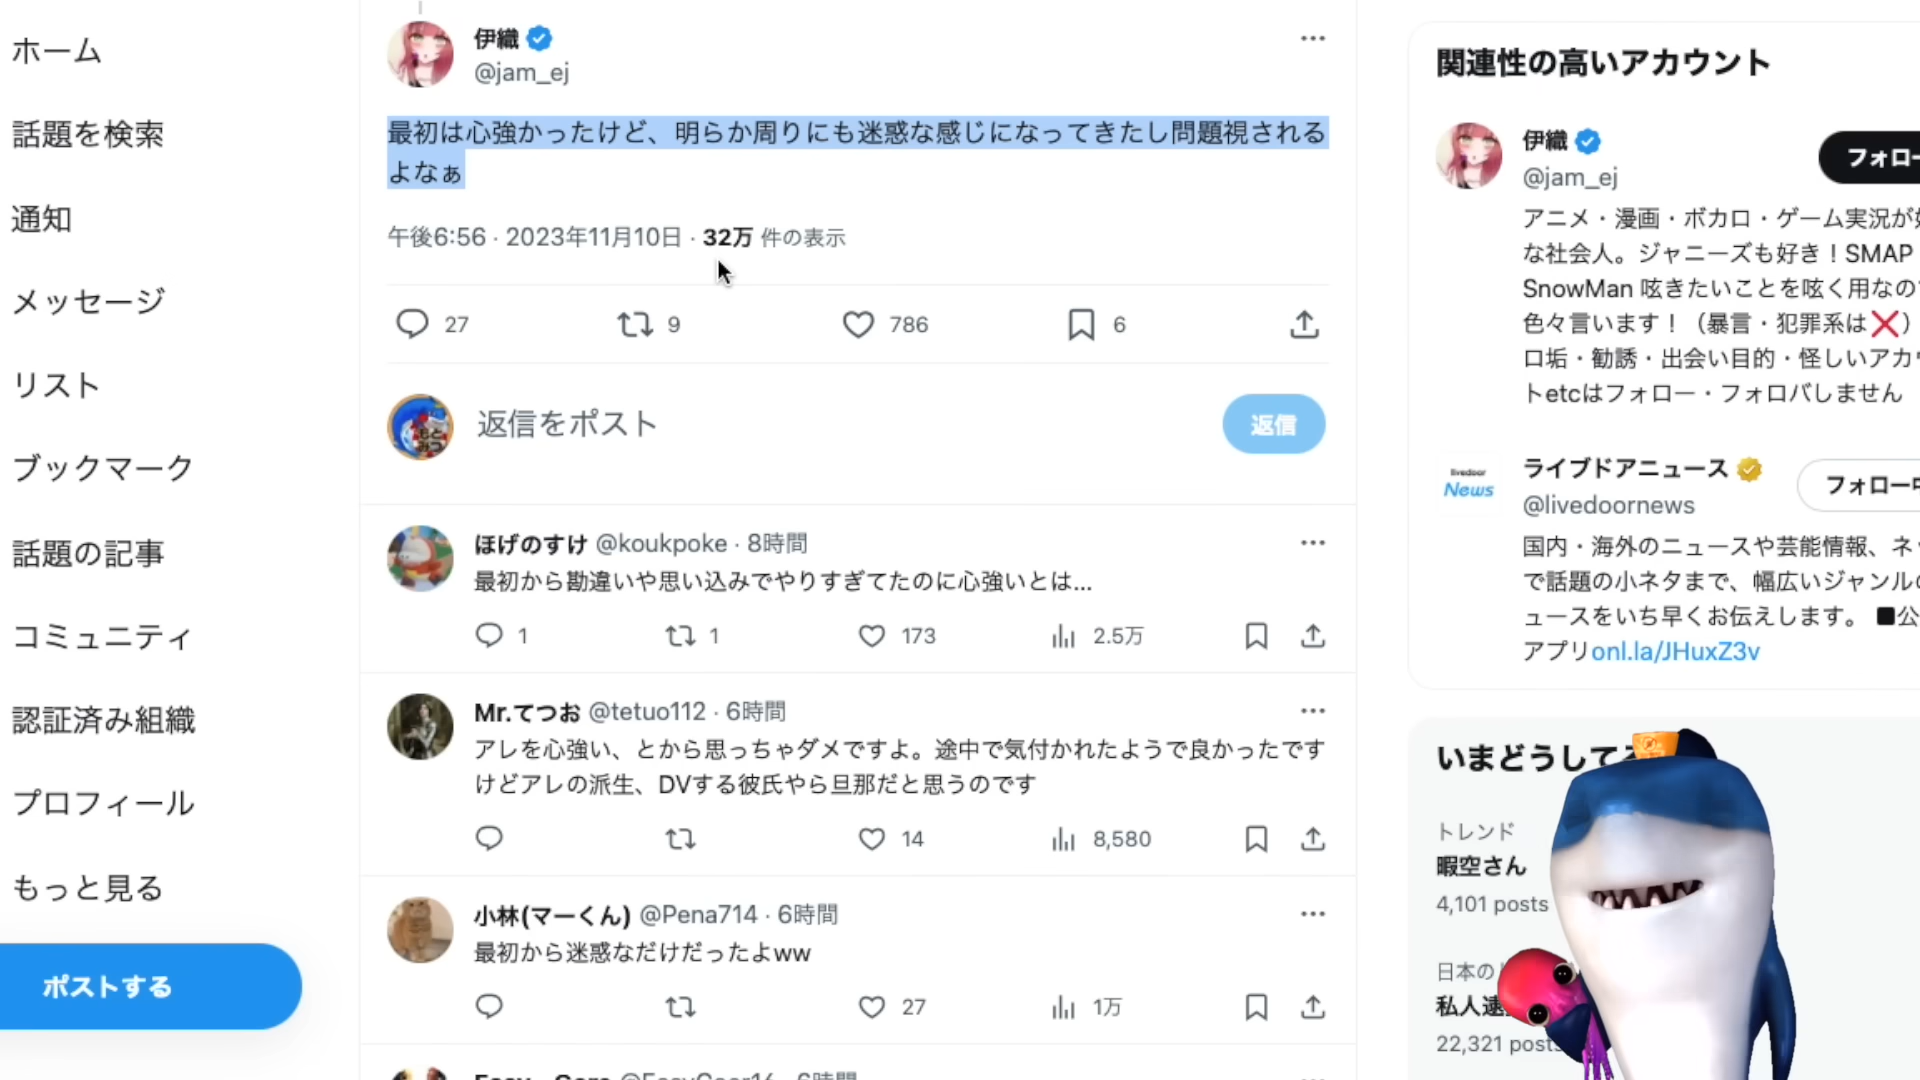 ホーム
話題を検索
通知
メッセージ
リスト
ブックマーク
話題の記事
コミュニティ
認証済み組織
プロフィール
もっと見る
ポストする
伊織
@jam_ej
最初は心強かったけど、明らか周りにも迷惑な感じになってきたし問題視される
よなぁ
午後6:56 · 2023年11月10日 · 32万 件の表示
27 9 786 6
返信をポスト
返信
ほげのすけ @koukpoke · 8時間
最初から勘違いや思い込みでやりすぎてたのに心強いとは...
1 1 173 2.5万
Mr.てつお @tetuo112 · 6時間
アレを心強い、とか思っちゃダメですよ。途中で気付かれたようで良かったです
けどアレの派生、DVする彼氏やら旦那だと思うのです
14 8,580
小林(マーくん) @Pena714 · 6時間
最初から迷惑なだけだったよww
27 1万
関連性の高いアカウント
伊織
@jam_ej
フォロー
アニメ・漫画・ボカロ・ゲーム実況が
な社会人。ジャニーズも好き！SMAP
SnowMan 呟きたいことを呟く用なの
色々言います！（暴言・犯罪系は❌）
ロ垢・勧誘・出会い目的・怪しいアカ
トetcはフォロー・フォロバしません
ライブドアニュース
@livedoornews
フォロー中
livedoor
News
国内・海外のニュースや芸能情報、ネ
で話題の小ネタまで、幅広いジャンルの
ュースをいち早くお伝えします。 ■公
アプリonl.la/JHuxZ3v
いまどうして
トレンド
暇空さん
4,101 posts
日本の
私人逮
22,321 posts